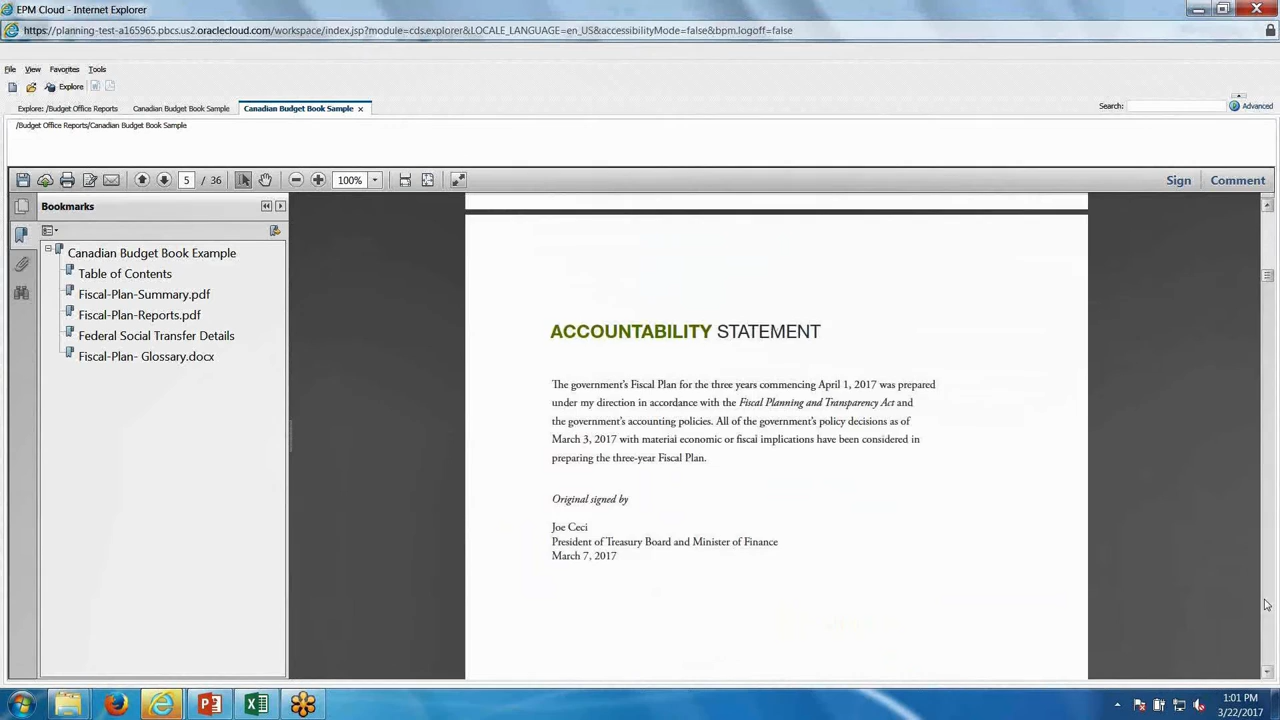 EPM Cloud - Internet Explorer
https://planning-test-a165965.pbcs.us2.oraclecloud.com/workspace/index.jsp?module=cds.explorer&LOCALE_LANGUAGE=en_US&accessibilityMode=false&bpm.logoff=false
File View Favorites Tools
Explore
Explore: /Budget Office Reports Canadian Budget Book Sample Canadian Budget Book Sample Search: Advanced
/Budget Office Reports/Canadian Budget Book Sample
5 / 36 100% Sign Comment
Bookmarks
Canadian Budget Book Example
Table of Contents
Fiscal-Plan-Summary.pdf
Fiscal-Plan-Reports.pdf
Federal Social Transfer Details
Fiscal-Plan- Glossary.docx
ACCOUNTABILITY STATEMENT
The government's Fiscal Plan for the three years commencing April 1, 2017 was prepared
under my direction in accordance with the Fiscal Planning and Transparency Act and
the government's accounting policies. All of the government's policy decisions as of
March 3, 2017 with material economic or fiscal implications have been considered in
preparing the three-year Fiscal Plan.
Original signed by
Joe Ceci
President of Treasury Board and Minister of Finance
March 7, 2017
1:01 PM
3/22/2017